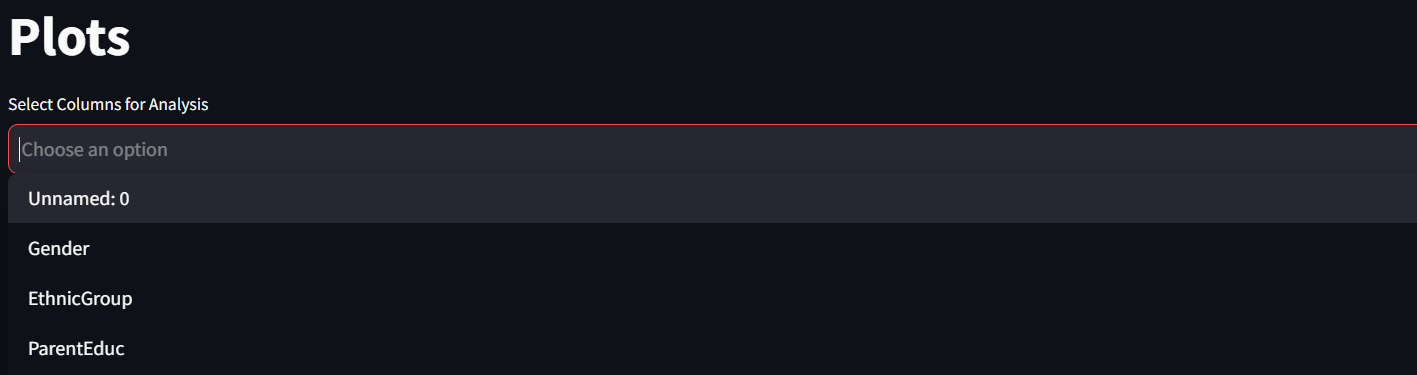 Plots
Select Columns for Analysis
Choose an option
Unnamed: 0
Gender
EthnicGroup
ParentEduc